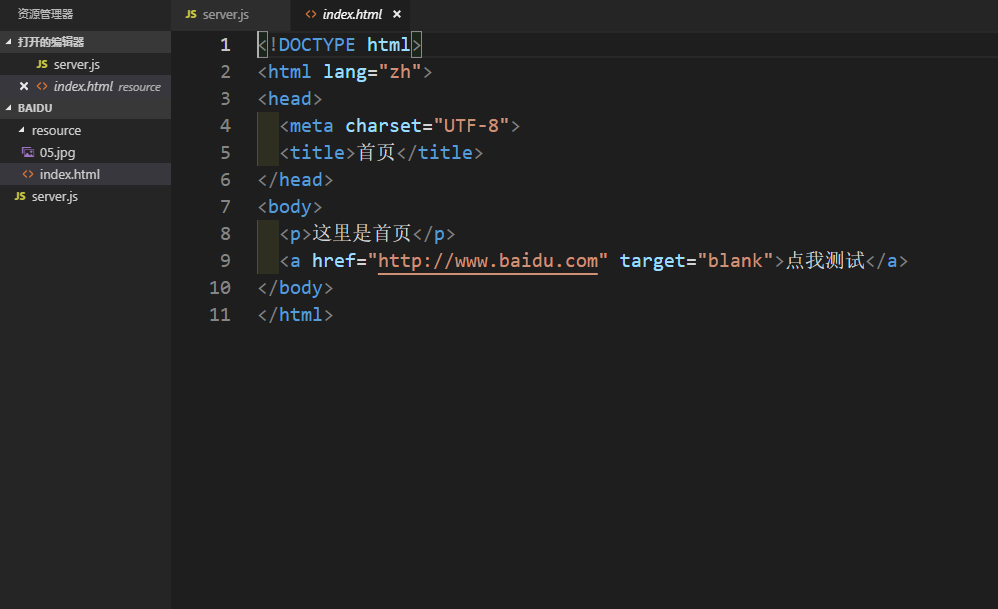 资源管理器
打开的编辑器
JS server.js
index.html resource
BAIDU
resource
05.jpg
index.html
JS server.js
JS server.js index.html
1 <!DOCTYPE html>
2 <html lang="zh">
3 <head>
4 <meta charset="UTF-8">
5 <title>首页</title>
6 </head>
7 <body>
8 <p>这里是首页</p>
9 <a href="http://www.baidu.com" target="blank">点我测试</a>
10 </body>
11 </html>